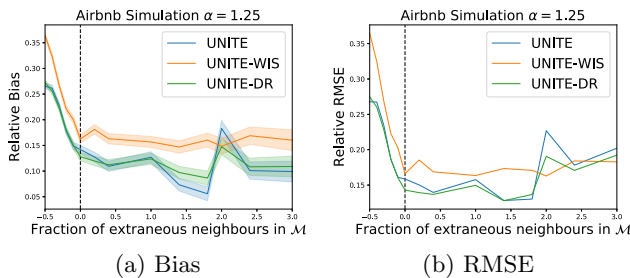 Airbnb Simulation α = 1.25
Relative Bias
0.35
0.30
0.25
0.20
0.15
0.10
0.05
UNITE
UNITE-WIS
UNITE-DR
−0.5 0.0 0.5 1.0 1.5 2.0 2.5 3.0
Fraction of extraneous neighbours in ℳ
(a) Bias
Airbnb Simulation α = 1.25
Relative RMSE
0.35
0.30
0.25
0.20
0.15
UNITE
UNITE-WIS
UNITE-DR
−0.5 0.0 0.5 1.0 1.5 2.0 2.5 3.0
Fraction of extraneous neighbours in ℳ
(b) RMSE